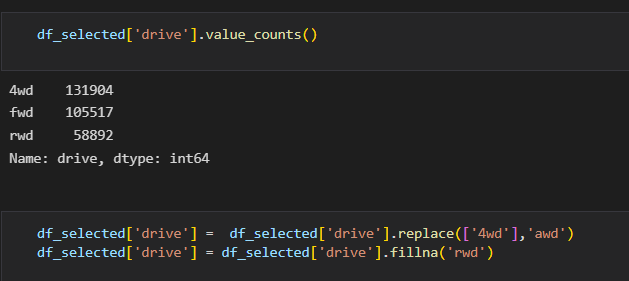 df_selected['drive'].value_counts()
4wd    131904
fwd    105517
rwd     58892
Name: drive, dtype: int64
df_selected['drive'] =  df_selected['drive'].replace(['4wd'],'awd')
df_selected['drive'] = df_selected['drive'].fillna('rwd')